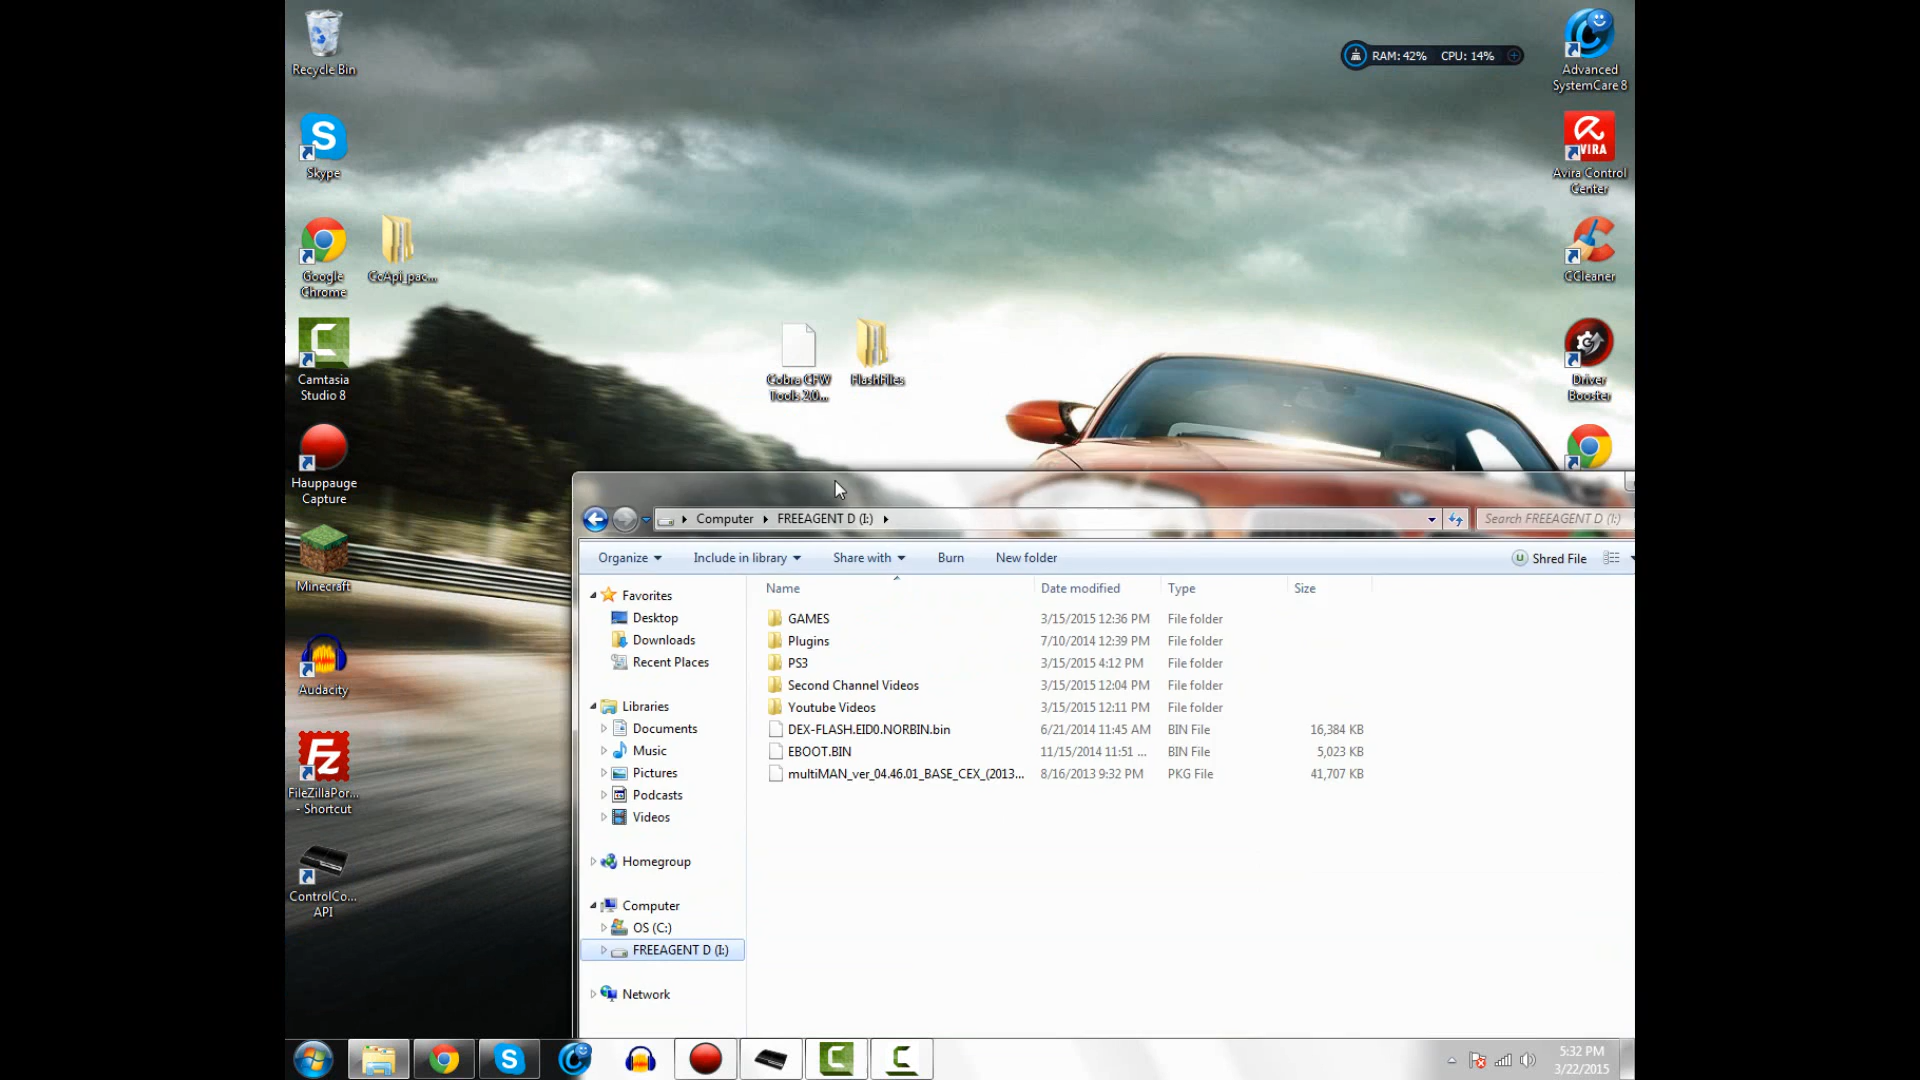 Recycle Bin
RAM: 42% CPU: 14%
Advanced
SystemCare 8
S
Skype
VIRA
Avira Control
Center
Google
Chrome
CcApi_pac...
CCleaner
Camtasia
Studio 8
Cobra CFW
Tools 2.0...
FlashFiles
Driver
Booster
Hauppauge
Capture
Minecraft
Audacity
FZ
FileZillaPor...
- Shortcut
ControlCo...
API
Computer FREEAGENT D (I:)
Search FREEAGENT D (I:)
Organize Include in library Share with Burn New folder Shred File
Name Date modified Type Size
Favorites
Desktop
Downloads
Recent Places
Libraries
Documents
Music
Pictures
Podcasts
Videos
Homegroup
Computer
OS (C:)
FREEAGENT D (I:)
Network
GAMES 3/15/2015 12:36 PM File folder
Plugins 7/10/2014 12:39 PM File folder
PS3 3/15/2015 4:12 PM File folder
Second Channel Videos 3/15/2015 12:04 PM File folder
Youtube Videos 3/15/2015 12:11 PM File folder
DEX-FLASH.EID0.NORBIN.bin 6/21/2014 11:45 AM BIN File 16,384 KB
EBOOT.BIN 11/15/2014 11:51 ... BIN File 5,023 KB
multiMAN_ver_04.46.01_BASE_CEX_(2013... 8/16/2013 9:32 PM PKG File 41,707 KB
5:32 PM
3/22/2015